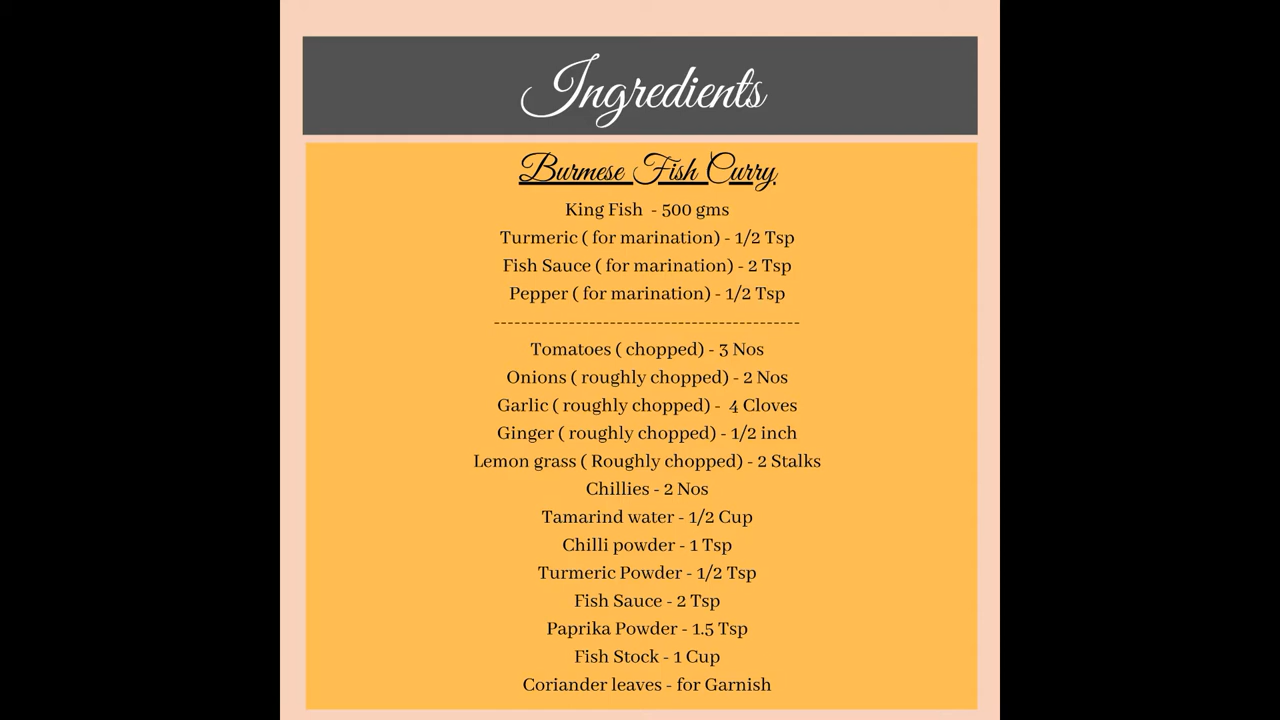 Ingredients
Burmese Fish Curry
King Fish  - 500 gms
Turmeric ( for marination) - 1/2 Tsp
Fish Sauce ( for marination) - 2 Tsp
Pepper ( for marination) - 1/2 Tsp
---------------------------------------------
Tomatoes ( chopped) - 3 Nos
Onions ( roughly chopped) - 2 Nos
Garlic ( roughly chopped) -  4 Cloves
Ginger ( roughly chopped) - 1/2 inch
Lemon grass ( Roughly chopped) - 2 Stalks
Chillies - 2 Nos
Tamarind water - 1/2 Cup
Chilli powder - 1 Tsp
Turmeric Powder - 1/2 Tsp
Fish Sauce - 2 Tsp
Paprika Powder - 1.5 Tsp
Fish Stock - 1 Cup
Coriander leaves - for Garnish